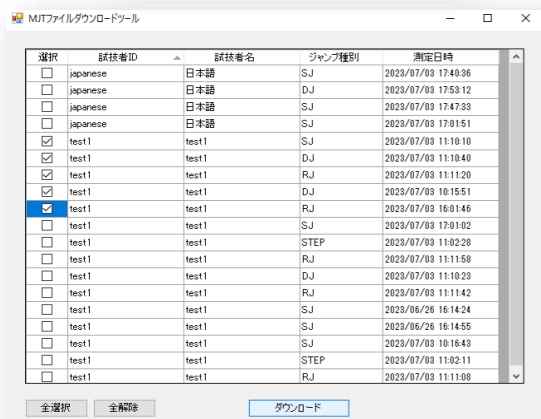 MJTファイルダウンロードツール
選択 試技者ID 試技者名 ジャンプ種別 測定日時
japanese 日本語 SJ 2023/07/03 17:40:36
japanese 日本語 DJ 2023/07/03 17:53:12
japanese 日本語 SJ 2023/07/03 17:47:33
japanese 日本語 SJ 2023/07/03 17:01:51
test1 test1 SJ 2023/07/03 11:10:10
test1 test1 DJ 2023/07/03 11:10:40
test1 test1 RJ 2023/07/03 11:11:20
test1 test1 DJ 2023/07/03 10:15:51
test1 test1 RJ 2023/07/03 16:01:46
test1 test1 SJ 2023/07/03 17:01:02
test1 test1 STEP 2023/07/03 11:02:28
test1 test1 RJ 2023/07/03 11:11:58
test1 test1 DJ 2023/07/03 11:10:23
test1 test1 RJ 2023/07/03 11:11:42
test1 test1 SJ 2023/06/26 16:14:24
test1 test1 SJ 2023/06/26 16:14:55
test1 test1 SJ 2023/07/03 10:16:43
test1 test1 STEP 2023/07/03 11:02:11
test1 test1 RJ 2023/07/03 11:11:08
全選択 全解除 ダウンロード